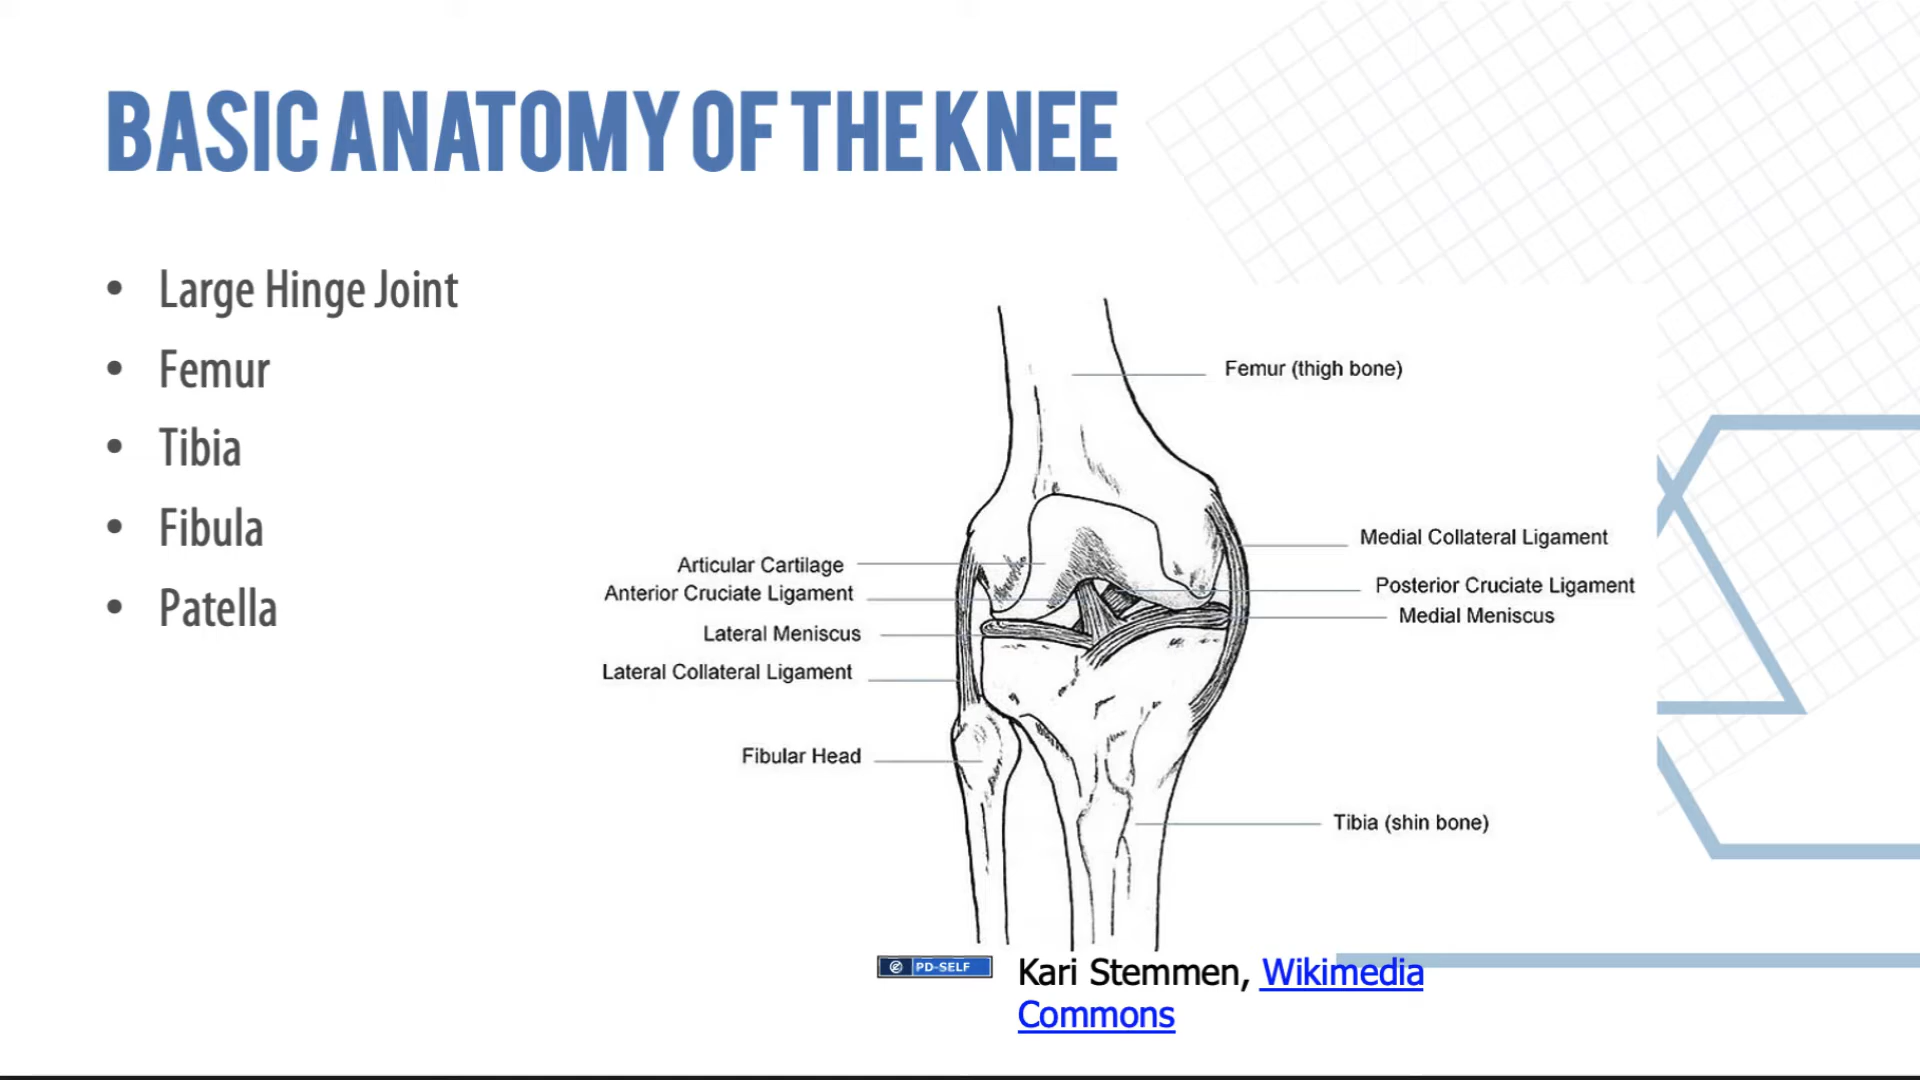 BASIC ANATOMY OF THE KNEE
• Large Hinge Joint
• Femur
• Tibia
• Fibula
• Patella
Femur (thigh bone)
Medial Collateral Ligament
Articular Cartilage
Posterior Cruciate Ligament
Anterior Cruciate Ligament
Medial Meniscus
Lateral Meniscus
Lateral Collateral Ligament
Fibular Head
Tibia (shin bone)
PD-SELF
Kari Stemmen, Wikimedia
Commons